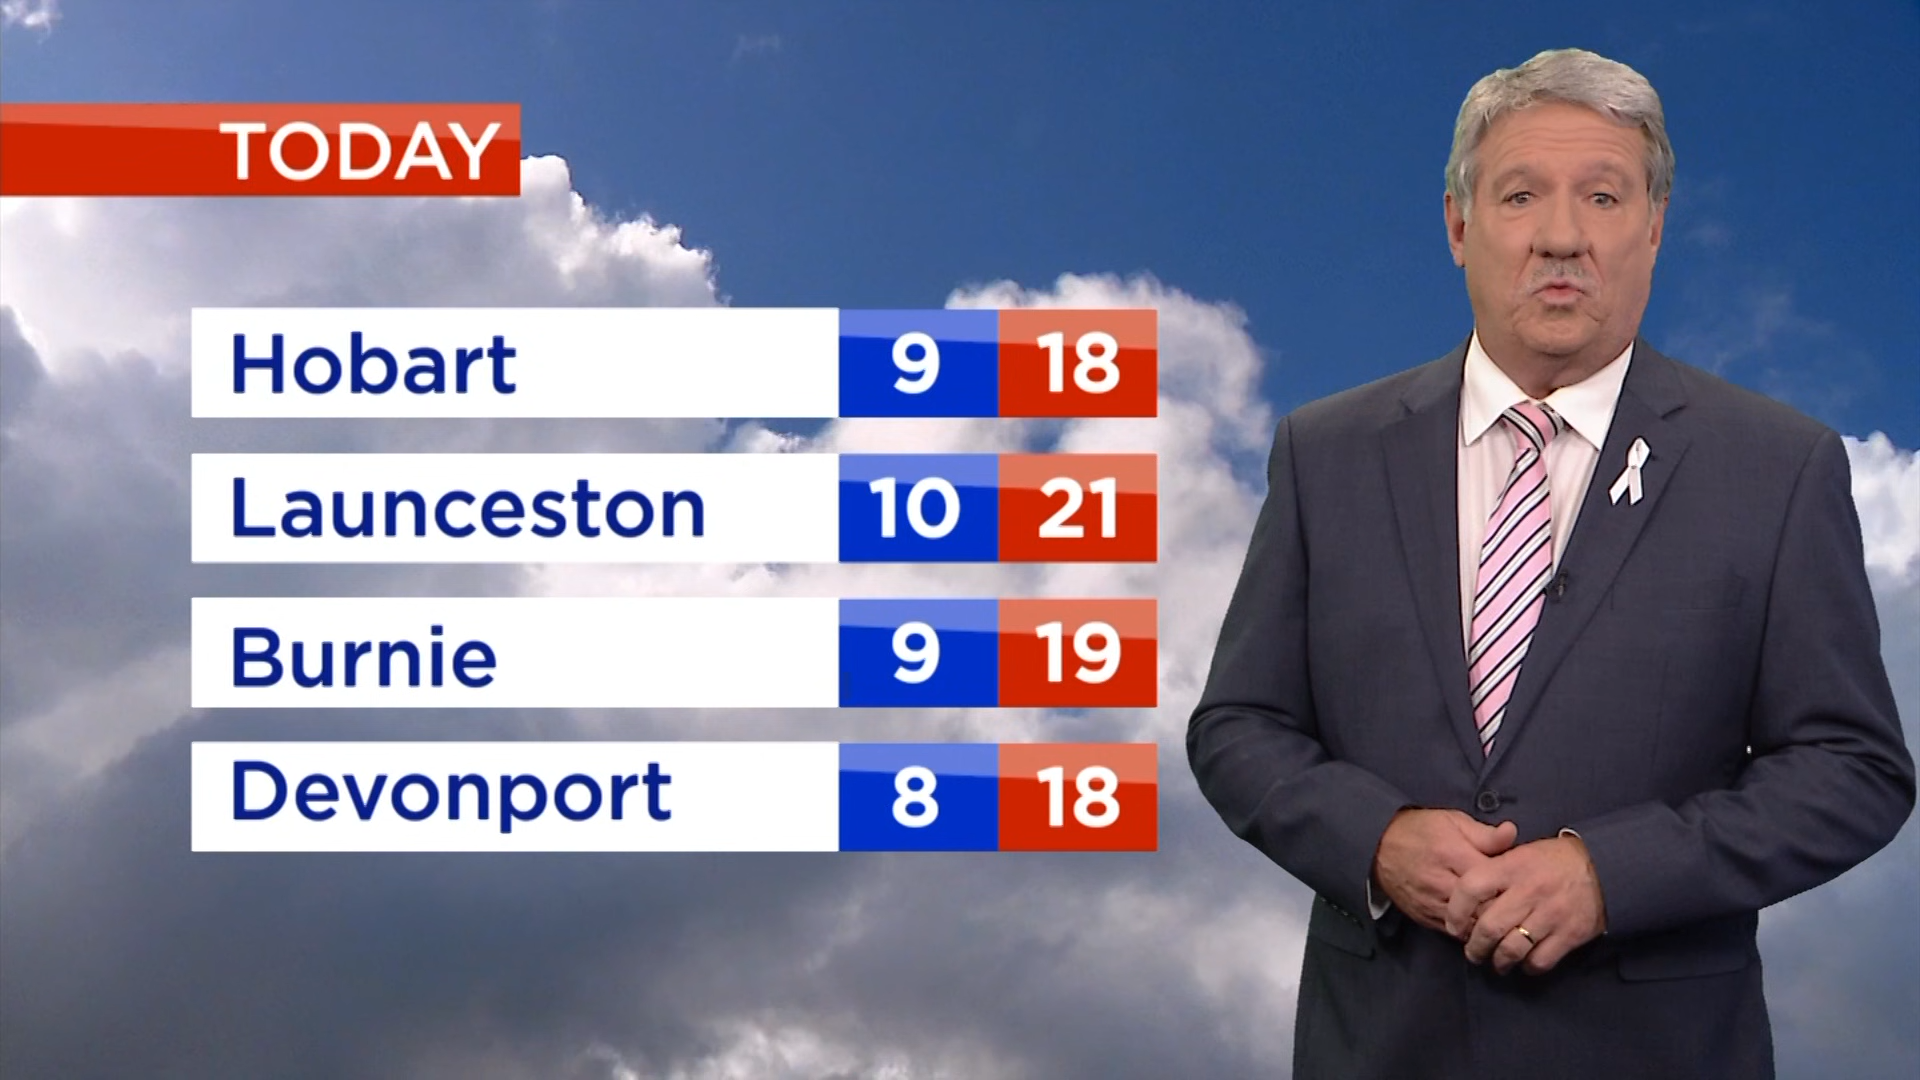 TODAY
Hobart 9 18
Launceston 10 21
Burnie 9 19
Devonport 8 18